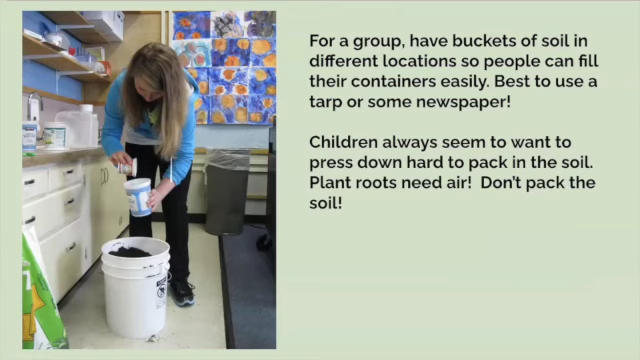 For a group, have buckets of soil in
different locations so people can fill
their containers easily. Best to use a
tarp or some newspaper!
Children always seem to want to
press down hard to pack in the soil.
Plant roots need air!  Don't pack the
soil!